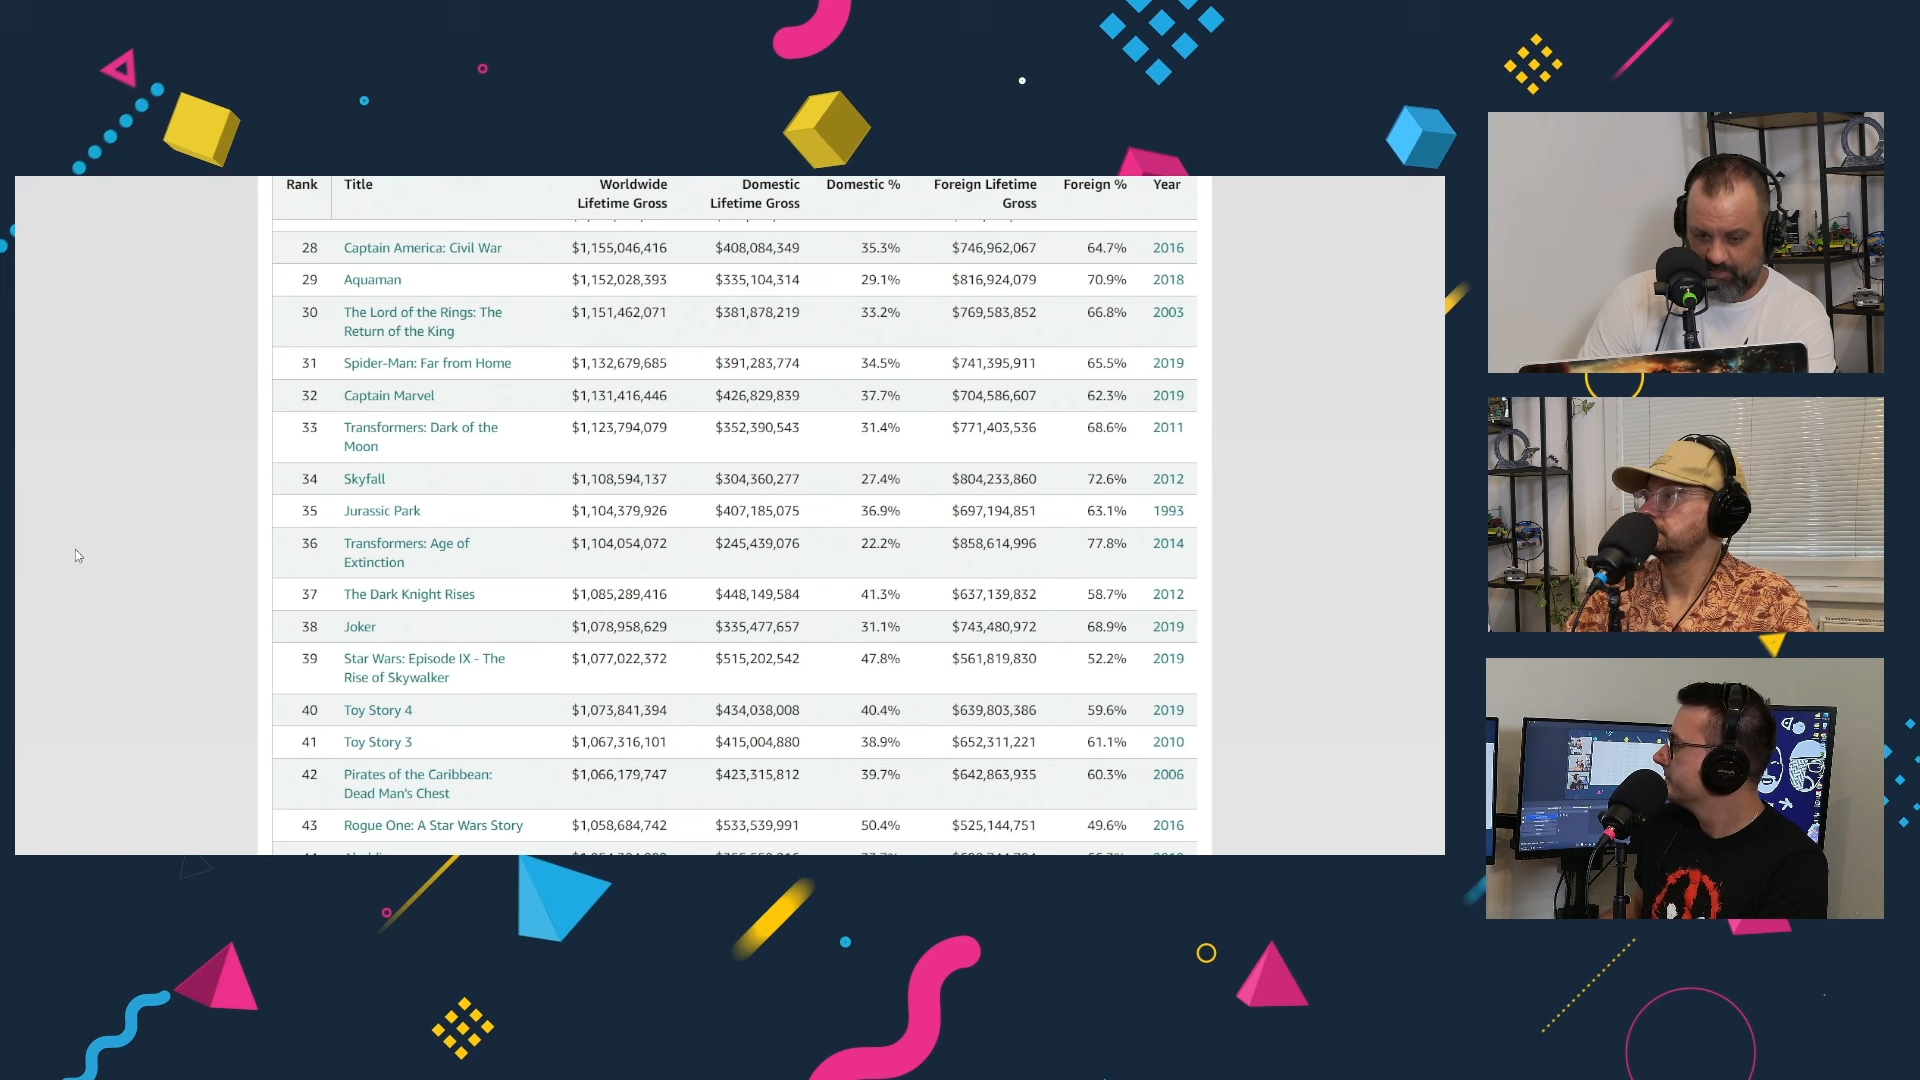 Rank Title Worldwide Lifetime Gross Domestic Lifetime Gross Domestic % Foreign Lifetime Gross Foreign % Year
28 Captain America: Civil War $1,155,046,416 $408,084,349 35.3% $746,962,067 64.7% 2016
29 Aquaman $1,152,028,393 $335,104,314 29.1% $816,924,079 70.9% 2018
30 The Lord of the Rings: The Return of the King $1,151,462,071 $381,878,219 33.2% $769,583,852 66.8% 2003
31 Spider-Man: Far from Home $1,132,679,685 $391,283,774 34.5% $741,395,911 65.5% 2019
32 Captain Marvel $1,131,416,446 $426,829,839 37.7% $704,586,607 62.3% 2019
33 Transformers: Dark of the Moon $1,123,794,079 $352,390,543 31.4% $771,403,536 68.6% 2011
34 Skyfall $1,108,594,137 $304,360,277 27.4% $804,233,860 72.6% 2012
35 Jurassic Park $1,104,379,926 $407,185,075 36.9% $697,194,851 63.1% 1993
36 Transformers: Age of Extinction $1,104,054,072 $245,439,076 22.2% $858,614,996 77.8% 2014
37 The Dark Knight Rises $1,085,289,416 $448,149,584 41.3% $637,139,832 58.7% 2012
38 Joker $1,078,958,629 $335,477,657 31.1% $743,480,972 68.9% 2019
39 Star Wars: Episode IX - The Rise of Skywalker $1,077,022,372 $515,202,542 47.8% $561,819,830 52.2% 2019
40 Toy Story 4 $1,073,841,394 $434,038,008 40.4% $639,803,386 59.6% 2019
41 Toy Story 3 $1,067,316,101 $415,004,880 38.9% $652,311,221 61.1% 2010
42 Pirates of the Caribbean: Dead Man's Chest $1,066,179,747 $423,315,812 39.7% $642,863,935 60.3% 2006
43 Rogue One: A Star Wars Story $1,058,684,742 $533,539,991 50.4% $525,144,751 49.6% 2016